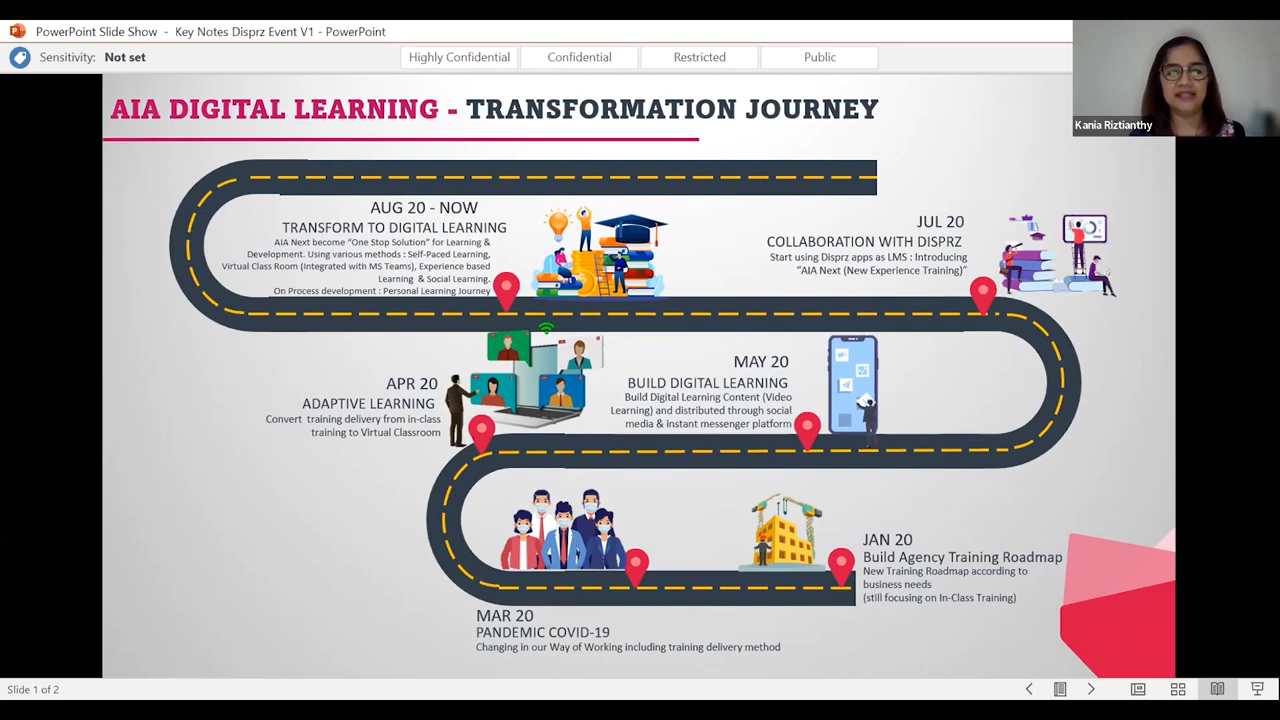 PowerPoint Slide Show - Key Notes Disprz Event V1 - PowerPoint
Sensitivity: Not set
Highly Confidential
Confidential
Restricted
Public
Kania Riztianthy
AIA DIGITAL LEARNING - TRANSFORMATION JOURNEY
AUG 20 - NOW
TRANSFORM TO DIGITAL LEARNING
AIA Next become “One Stop Solution” for Learning &
Development. Using various methods : Self-Paced Learning,
Virtual Class Room (Integrated with MS Teams), Experience based
Learning & Social Learning.
On Process development : Personal Learning Journey
JUL 20
COLLABORATION WITH DISPRZ
Start using Disprz apps as LMS : Introducing
“AIA Next (New Experience Training)”
APR 20
ADAPTIVE LEARNING
Convert training delivery from in-class
training to Virtual Classroom
MAY 20
BUILD DIGITAL LEARNING
Build Digital Learning Content (Video
Learning) and distributed through social
media & instant messenger platform
JAN 20
Build Agency Training Roadmap
New Training Roadmap according to
business needs
(still focusing on In-Class Training)
MAR 20
PANDEMIC COVID-19
Changing in our Way of Working including training delivery method
Slide 1 of 2